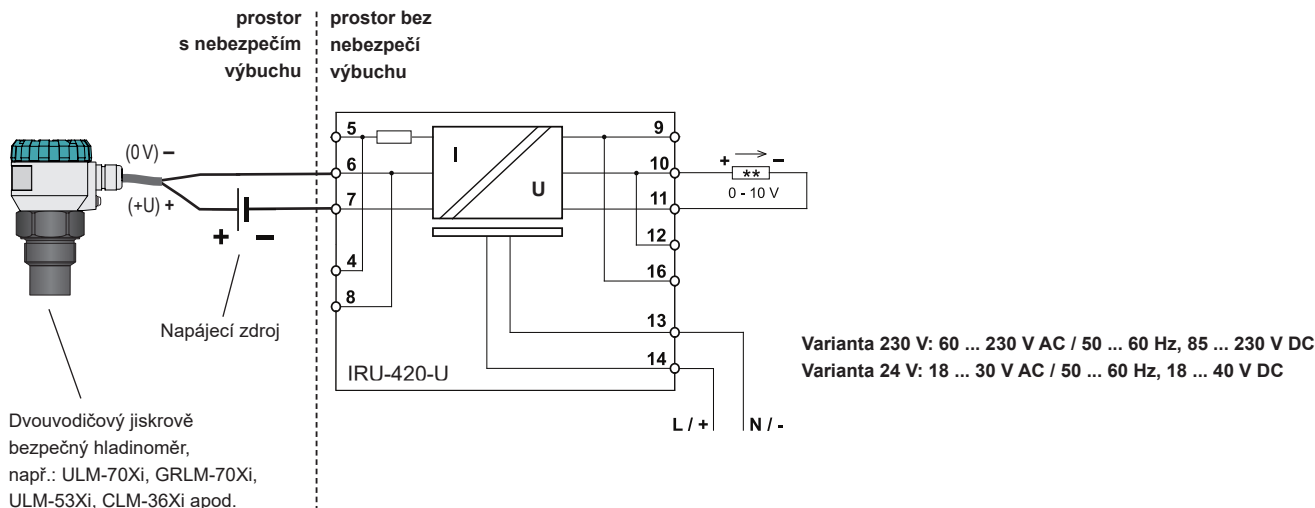 prostor
s nebezpečím
výbuchu
prostor bez
nebezpečí
výbuchu
(0V) –
(+U) +
+ –
Napájecí zdroj
Dvouvodičový jiskrově
bezpečný hladinoměr,
např.: ULM-70Xi, GRLM-70Xi,
ULM-53Xi, CLM-36Xi apod.
5
6
7
4
8
I
U
IRU-420-U
9
10
11
12
16
13
14
+ –
**
0 - 10 V
L / +
N / -
Varianta 230 V: 60 ... 230 V AC / 50 ... 60 Hz, 85 ... 230 V DC
Varianta 24 V: 18 ... 30 V AC / 50 ... 60 Hz, 18 ... 40 V DC